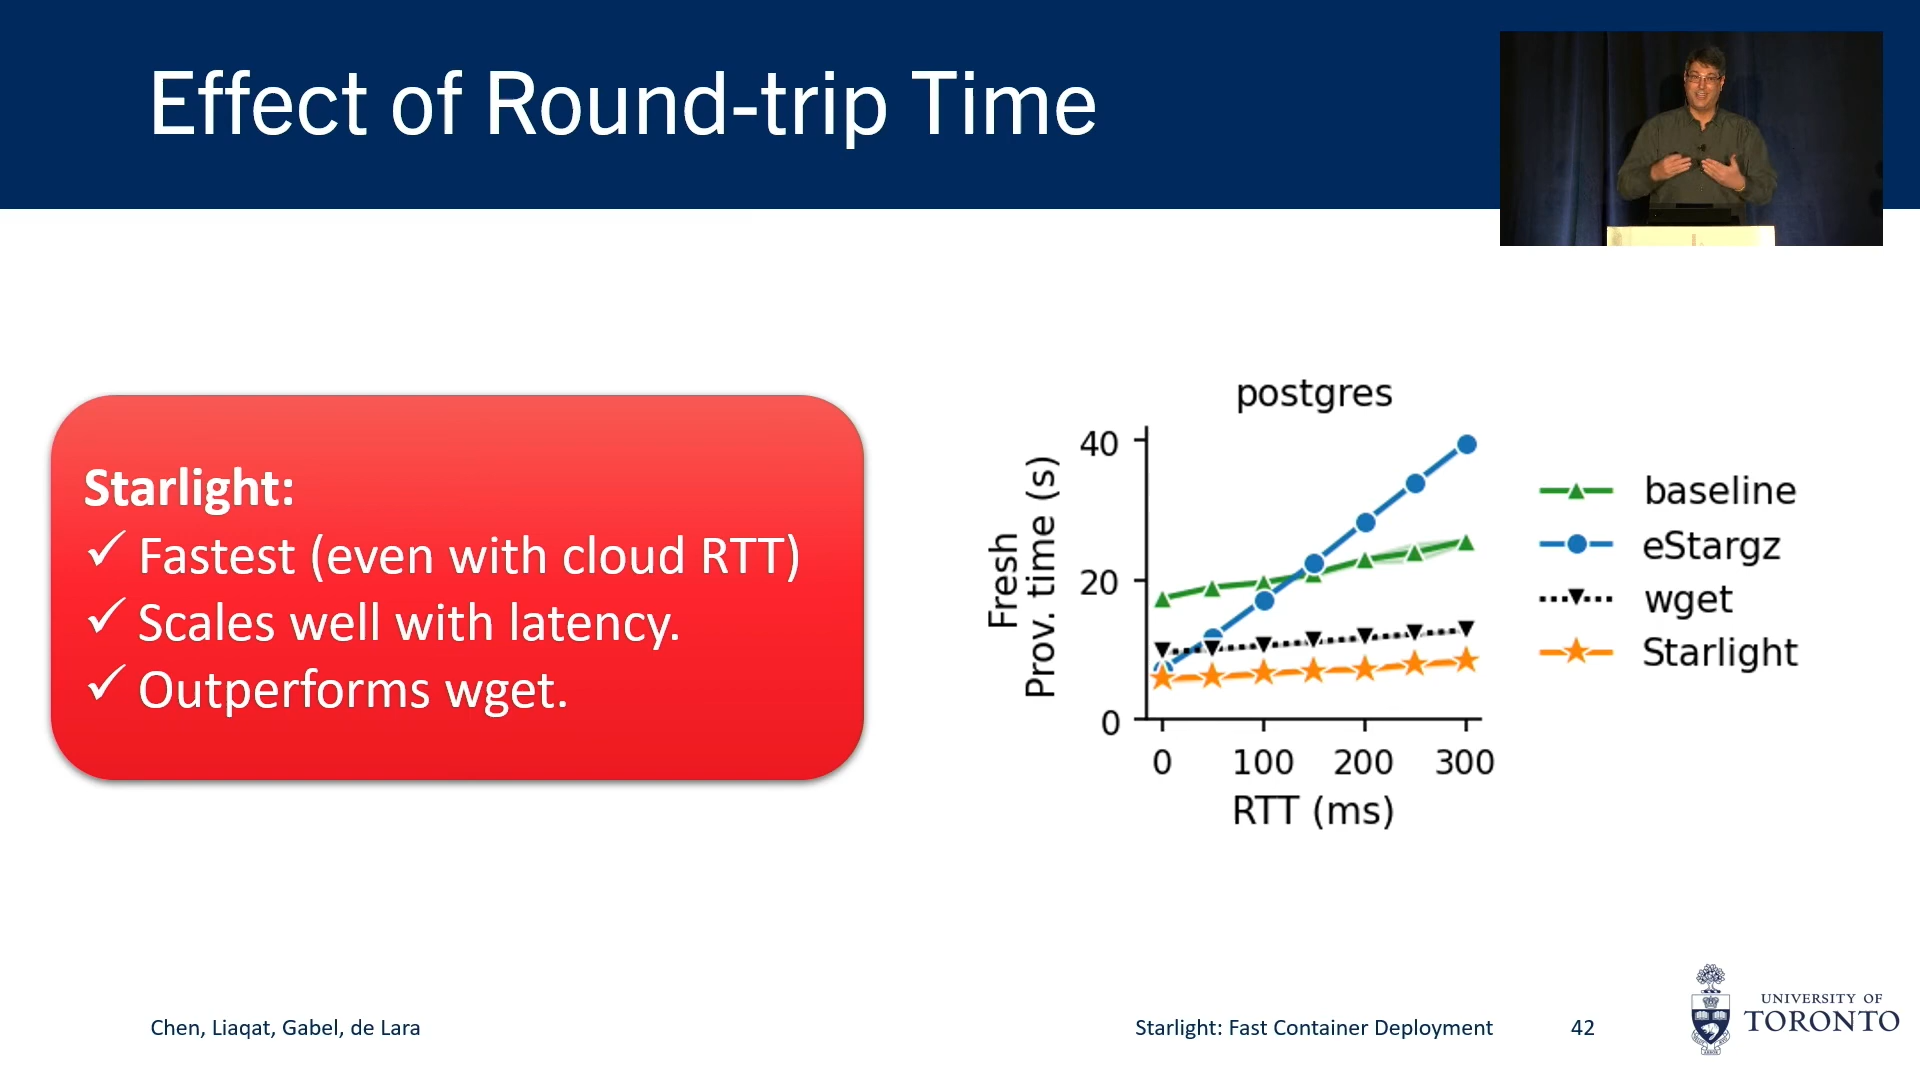 Effect of Round-trip Time
Starlight:
✓ Fastest (even with cloud RTT)
✓ Scales well with latency.
✓ Outperforms wget.
postgres
Fresh
Prov. time (s)
40
20
0
0 100 200 300
RTT (ms)
baseline
eStargz
wget
Starlight
Chen, Liaqat, Gabel, de Lara
Starlight: Fast Container Deployment
42
UNIVERSITY OF
TORONTO